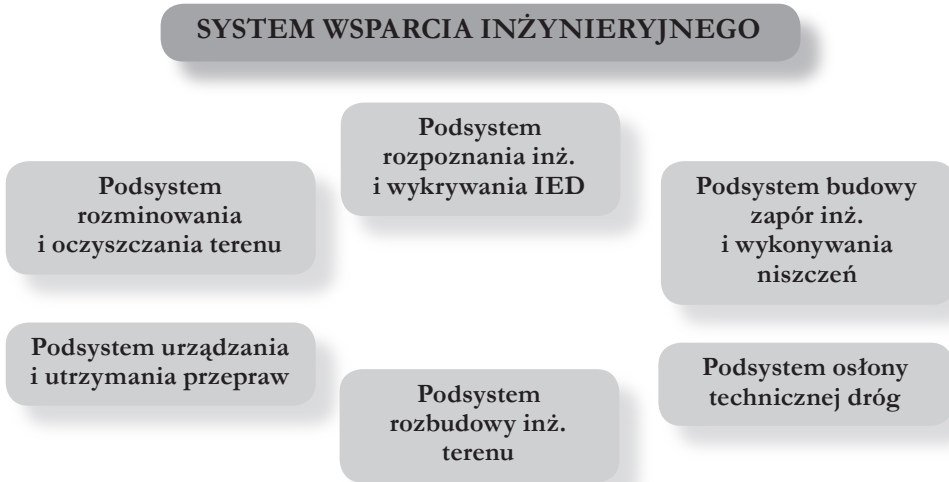 SYSTEM WSPARCIA INŻYNIERYJNEGO
Podsystem
rozpoznania inż.
i wykrywania IED
Podsystem
rozminowania
i oczyszczania terenu
Podsystem budowy
zapór inż.
i wykonywania
niszczeń
Podsystem urządzania
i utrzymania przepraw
Podsystem
rozbudowy inż.
terenu
Podsystem osłony
technicznej dróg